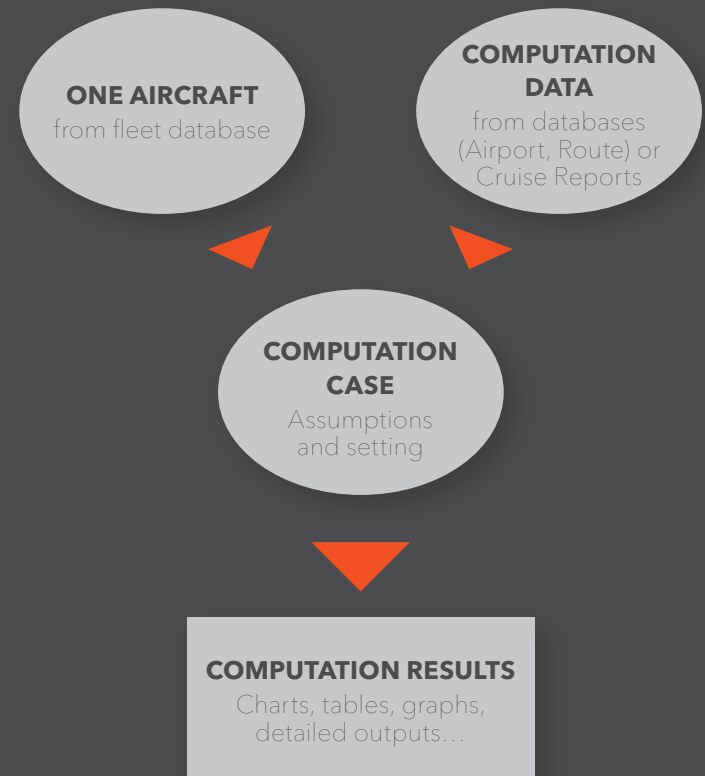 ONE AIRCRAFT
from fleet database
COMPUTATION
DATA
from databases
(Airport, Route) or
Cruise Reports
COMPUTATION
CASE
Assumptions
and setting
COMPUTATION RESULTS
Charts, tables, graphs,
detailed outputs…